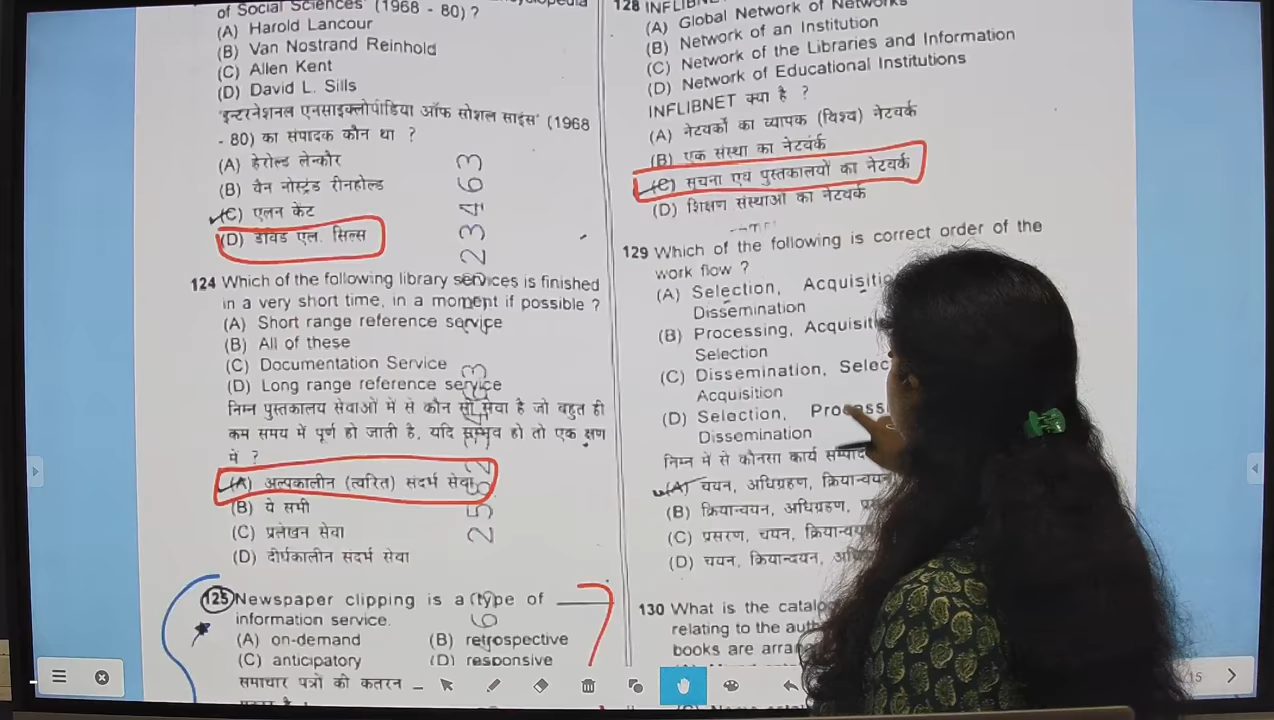 of Social Sciences' (1968 - 80) ?
(A) Harold Lancour
(B) Van Nostrand Reinhold
(C) Allen Kent
(D) David L. Sills
'इन्टरनेशनल एनसाइक्लोपीडिया ऑफ सोशल साइंस' (1968
- 80) का संपादक कौन था ?
(A) हेरोल्ड लेन्कौर
(B) वैन नोस्ट्रंड रीनहोल्ड
(C) एलन केंट
(D) डेविड एल. सिल्स
124 Which of the following library services is finished
in a very short time, in a moment if possible ?
(A) Short range reference service
(B) All of these
(C) Documentation Service
(D) Long range reference service
निम्न पुस्तकालय सेवाओं में से कौन सी सेवा है जो बहुत ही
कम समय में पूर्ण हो जाती है, यदि सम्भव हो तो एक क्षण
में ?
(A) अल्पकालीन (त्वरित) संदर्भ सेवा
(B) ये सभी
(C) प्रलेखन सेवा
(D) दीर्घकालीन संदर्भ सेवा
125 Newspaper clipping is a type of
information service.
(A) on-demand (B) retrospective
(C) anticipatory (D) responsive
समाचार पत्रों की कतरन
128 INFLIBNE
(A) Global Network of Networks
(B) Network of an Institution
(C) Network of the Libraries and Information
(D) Network of Educational Institutions
INFLIBNET क्या है ?
(A) नेटवर्कों का व्यापक (विश्व) नेटवर्क
(B) एक संस्था का नेटवर्क
(C) सूचना एवं पुस्तकालयों का नेटवर्क
(D) शिक्षण संस्थाओं का नेटवर्क
129 Which of the following is correct order of the
work flow ?
(A) Selection, Acquisitio
Dissemination
(B) Processing, Acquisiti
Selection
(C) Dissemination, Selec
Acquisition
(D) Selection, Process
Dissemination
निम्न में से कौनसा कार्य सम्पाद
(A) चयन, अधिग्रहण, क्रियान्वयन
(B) क्रियान्वयन, अधिग्रहण,
(C) प्रसरण, चयन, क्रियान्वय
(D) चयन, क्रियान्वयन,
130 What is the catalo
relating to the auth
books are arra
23463